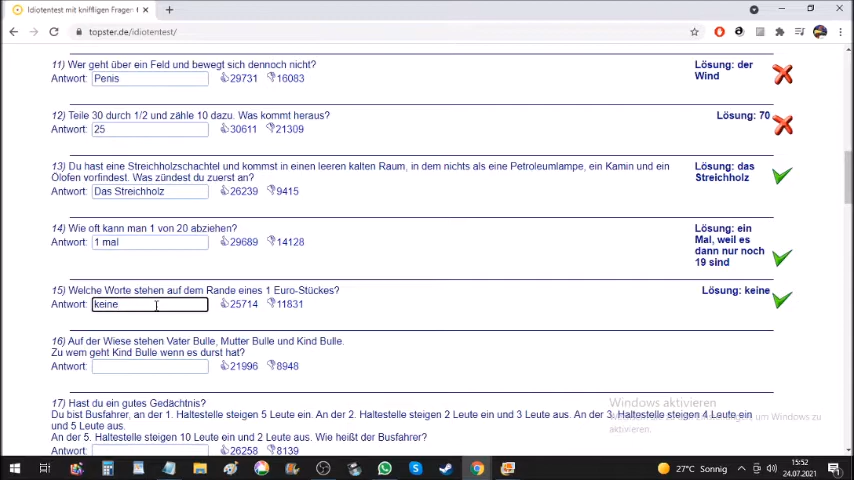 Idiotentest mit kniffligen Fragen
topster.de/idiotentest/
11) Wer geht über ein Feld und bewegt sich dennoch nicht?
Antwort: Penis 29731 16083
Lösung: der
Wind
12) Teile 30 durch 1/2 und zähle 10 dazu. Was kommt heraus?
Antwort: 25 30611 21309
Lösung: 70
13) Du hast eine Streichholzschachtel und kommst in einen leeren kalten Raum, in dem nichts als eine Petroleumlampe, ein Kamin und ein
Ölofen vorfindest. Was zündest du zuerst an?
Antwort: Das Streichholz 26239 9415
Lösung: das
Streichholz
14) Wie oft kann man 1 von 20 abziehen?
Antwort: 1 mal 29689 14128
Lösung: ein
Mal, weil es
dann nur noch
19 sind
15) Welche Worte stehen auf dem Rande eines 1 Euro-Stückes?
Antwort: keine 25714 11831
Lösung: keine
16) Auf der Wiese stehen Vater Bulle, Mutter Bulle und Kind Bulle.
Zu wem geht Kind Bulle wenn es durst hat?
Antwort: 21996 8948
17) Hast du ein gutes Gedächtnis?
Du bist Busfahrer, an der 1. Haltestelle steigen 5 Leute ein. An der 2. Haltestelle steigen 2 Leute ein und 3 Leute aus. An der 3. Haltestelle steigen 4 Leute ein
und 5 Leute aus.
An der 5. Haltestelle steigen 10 Leute ein und 2 Leute aus. Wie heißt der Busfahrer?
Antwort: 26258 8139
Windows aktivieren
um Windows zu
aktivieren.
27°C Sonnig
15:52
24.07.2021